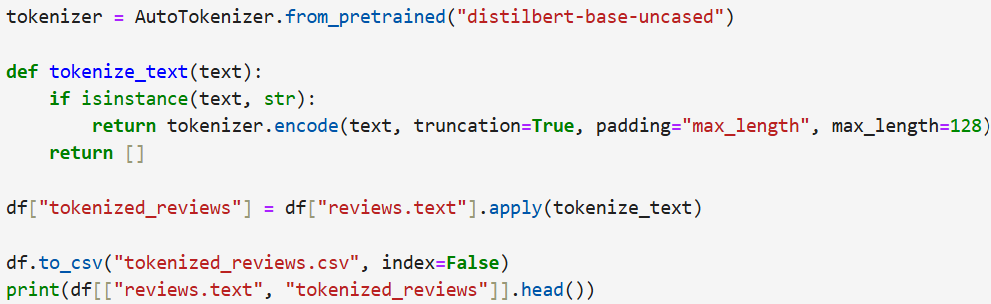 tokenizer = AutoTokenizer.from_pretrained("distilbert-base-uncased")
def tokenize_text(text):
    if isinstance(text, str):
        return tokenizer.encode(text, truncation=True, padding="max_length", max_length=128)
    return []
df["tokenized_reviews"] = df["reviews.text"].apply(tokenize_text)
df.to_csv("tokenized_reviews.csv", index=False)
print(df[["reviews.text", "tokenized_reviews"]].head())